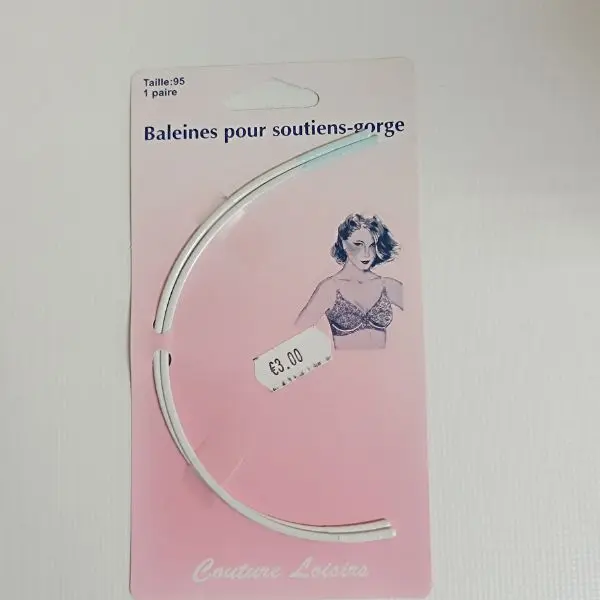 Taille:95
1 paire
Baleines pour soutiens-gorge
€3.00
Couture Loisirs